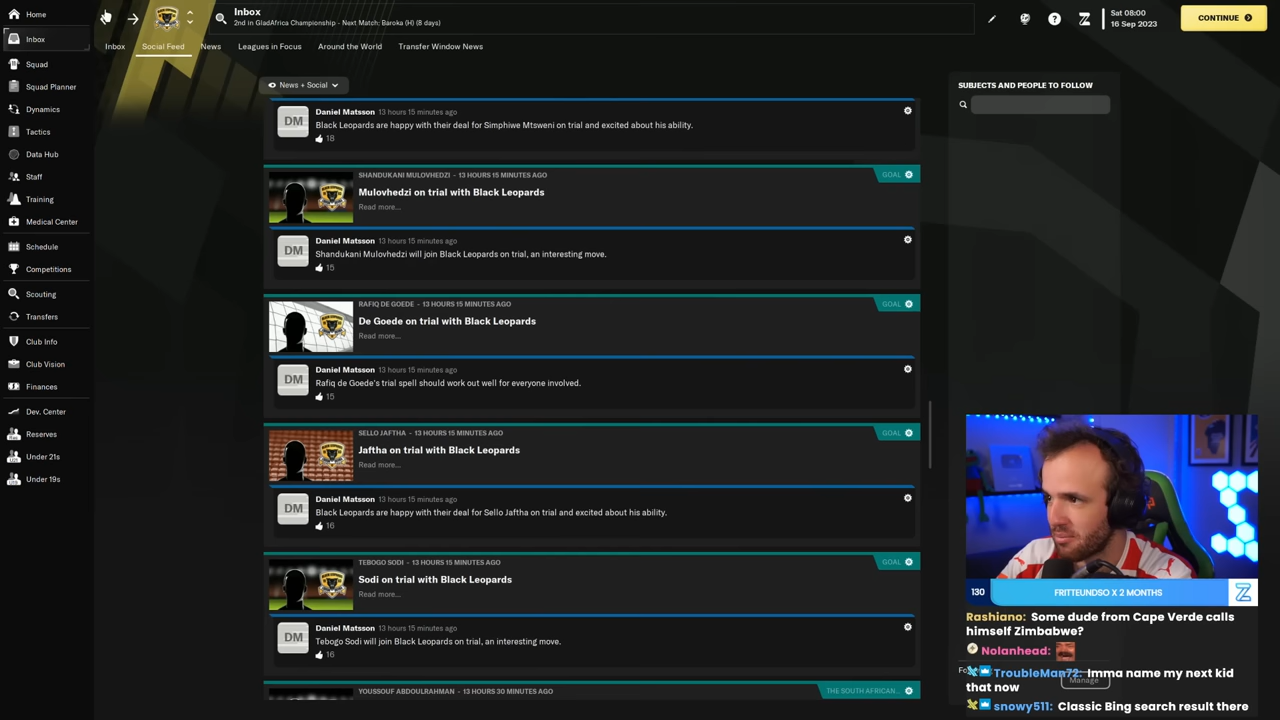 Home
Inbox
Squad
Squad Planner
Dynamics
Tactics
Data Hub
Staff
Training
Medical Center
Schedule
Competitions
Scouting
Transfers
Club Info
Club Vision
Finances
Dev. Center
Reserves
Under 21s
Under 19s
Inbox
2nd in GladAfrica Championship - Next Match: Baroka (H) (8 days)
Sat 08:00
16 Sep 2023
CONTINUE
Inbox Social Feed News Leagues in Focus Around the World Transfer Window News
News + Social
DM
Daniel Matsson 13 hours 15 minutes ago
Black Leopards are happy with their deal for Simphiwe Mtsweni on trial and excited about his ability.
18
SHANDUKANI MULOVHEDZI - 13 HOURS 15 MINUTES AGO
GOAL
Mulovhedzi on trial with Black Leopards
Read more...
DM
Daniel Matsson 13 hours 15 minutes ago
Shandukani Mulovhedzi will join Black Leopards on trial, an interesting move.
15
RAFIQ DE GOEDE - 13 HOURS 15 MINUTES AGO
GOAL
De Goede on trial with Black Leopards
Read more...
DM
Daniel Matsson 13 hours 15 minutes ago
Rafiq de Goede's trial spell should work out well for everyone involved.
15
SELLO JAFTHA - 13 HOURS 15 MINUTES AGO
GOAL
Jaftha on trial with Black Leopards
Read more...
DM
Daniel Matsson 13 hours 15 minutes ago
Black Leopards are happy with their deal for Sello Jaftha on trial and excited about his ability.
16
TEBOGO SODI - 13 HOURS 15 MINUTES AGO
GOAL
Sodi on trial with Black Leopards
Read more...
DM
Daniel Matsson 13 hours 15 minutes ago
Tebogo Sodi will join Black Leopards on trial, an interesting move.
16
YOUSSOUF ABDOULRAHMAN - 13 HOURS 30 MINUTES AGO
THE SOUTH AFRICAN...
SUBJECTS AND PEOPLE TO FOLLOW
130
FRITTEUNDSO X 2 MONTHS
Rashiano: Some dude from Cape Verde calls
himself Zimbabwe?
Nolanhead:
TroubleMan72: Imma name my next kid
that now
Manage
snowy511: Classic Bing search result there